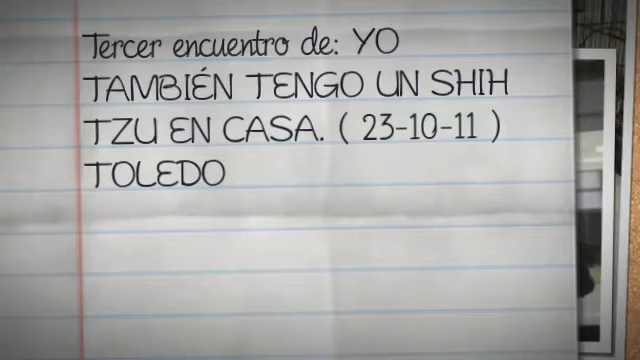 Tercer encuentro de: YO
TAMBIÉN TENGO UN SHIH
TZU EN CASA. ( 23-10-11 )
TOLEDO